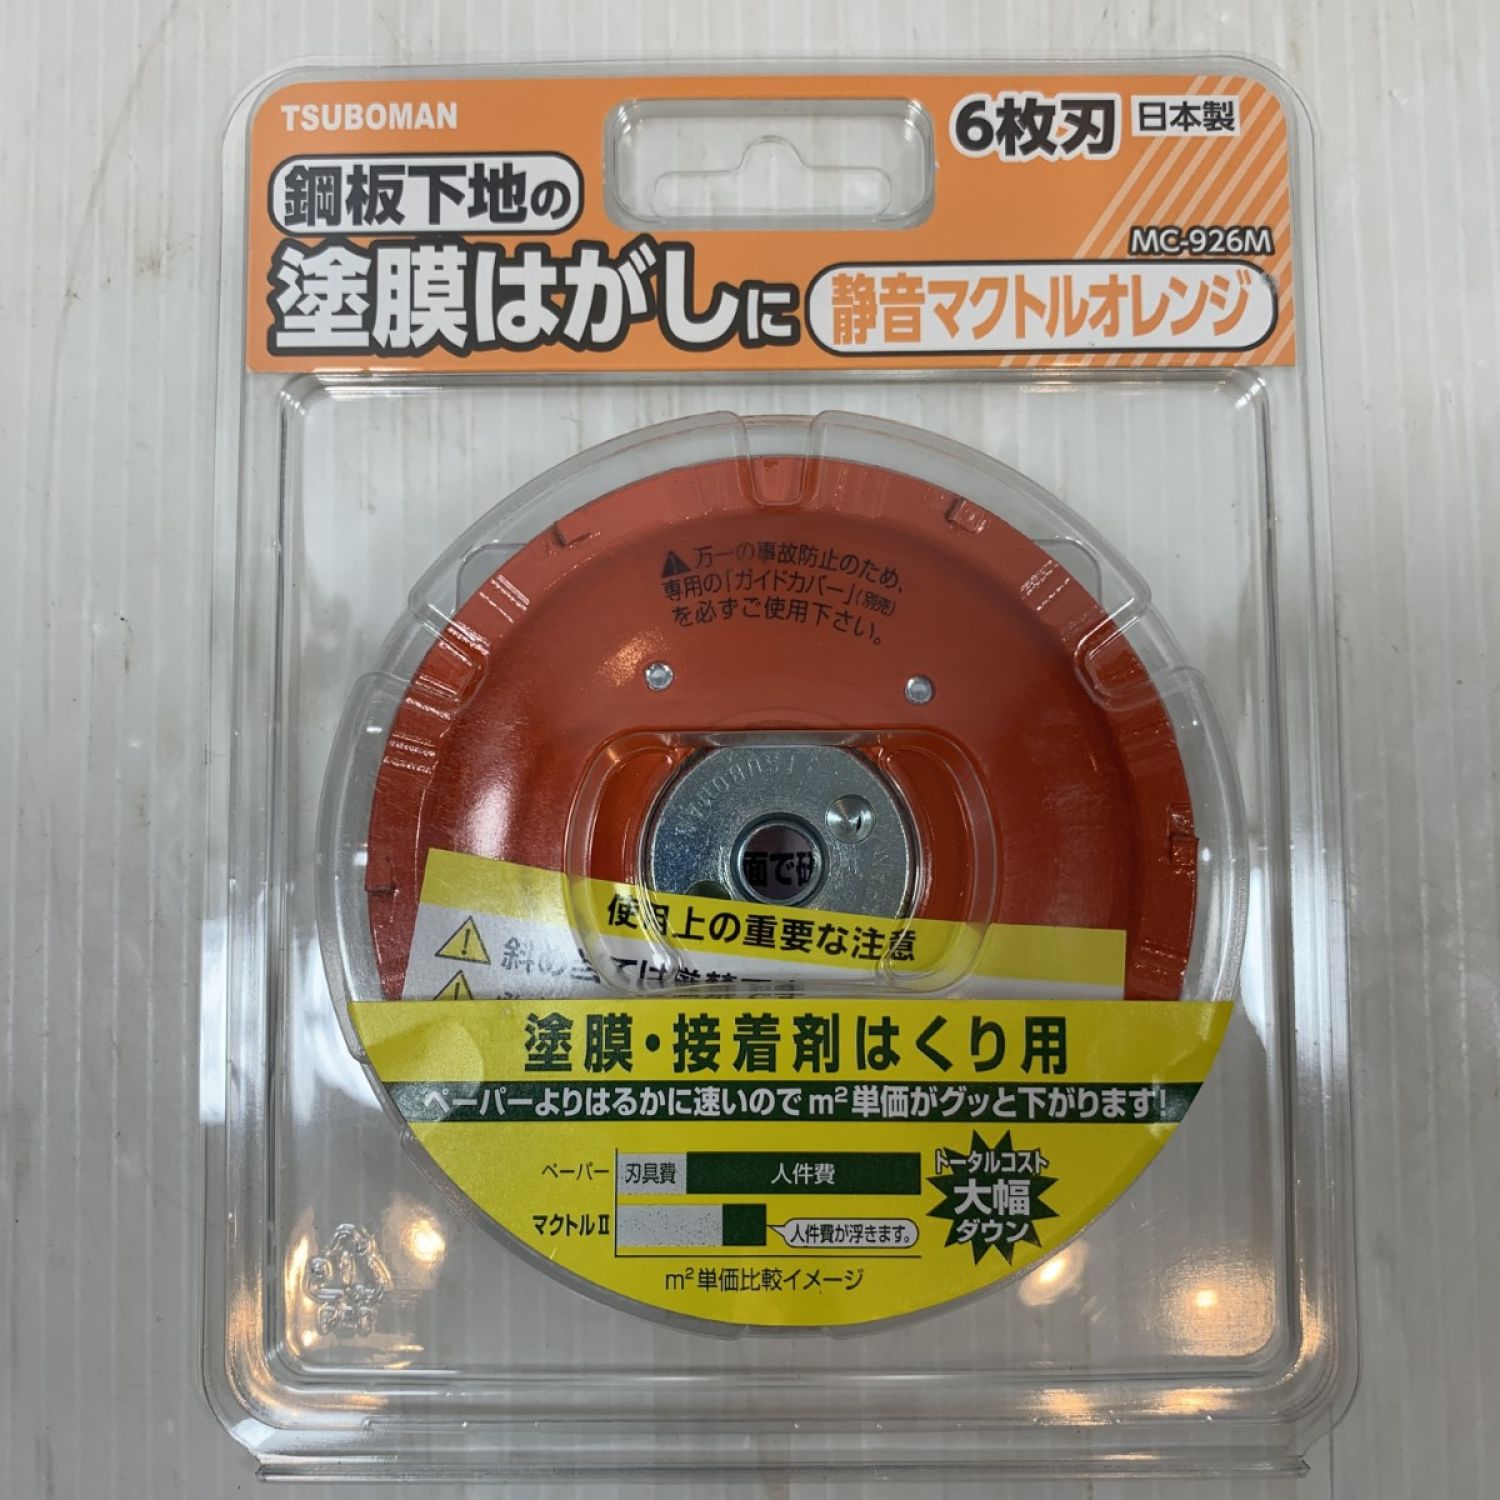 TSUBOMAN
6枚刃 日本製
鋼板下地の
MC-926M
塗膜はがしに
静音マクトルオレンジ
万一の事故防止のため、
専用の「ガイドカバー」(別売)
を必ずご使用下さい。
TSUBOMAN
面で研
使用上の重要な注意
塗膜・接着剤はくり用
ペーパーよりはるかに速いのでm²単価がグッと下がります!
ペーパー 刃具費 人件費
トータルコスト
大幅
ダウン
マクトルⅡ 人件費が浮きます。
m²単価比較イメージ